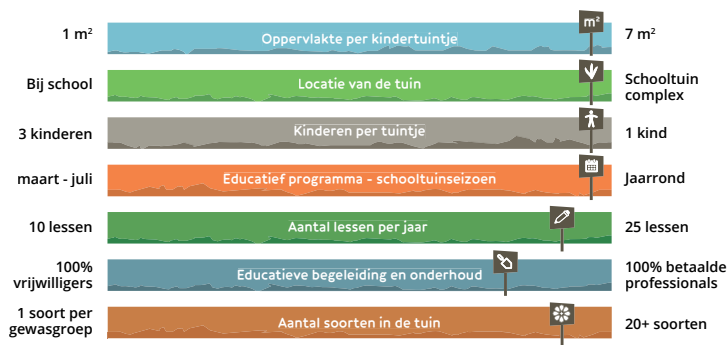 1 m² Oppervlakte per kindertuintje m² 7 m²
Bij school Locatie van de tuin Schooltuin
complex
3 kinderen Kinderen per tuintje 1 kind
maart - juli Educatief programma - schooltuinseizoen Jaarrond
10 lessen Aantal lessen per jaar 25 lessen
100%
vrijwilligers Educatieve begeleiding en onderhoud 100% betaalde
professionals
1 soort per
gewasgroep Aantal soorten in de tuin 20+ soorten